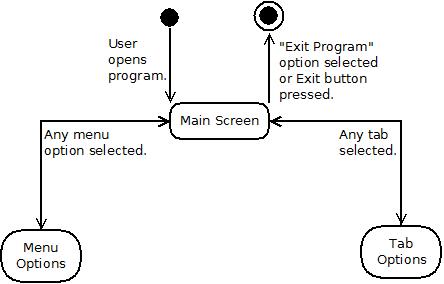 User
opens
program.
"Exit Program"
option selected
or Exit button
pressed.
Main Screen
Any menu
option selected.
Any tab
selected.
Menu
Options
Tab
Options